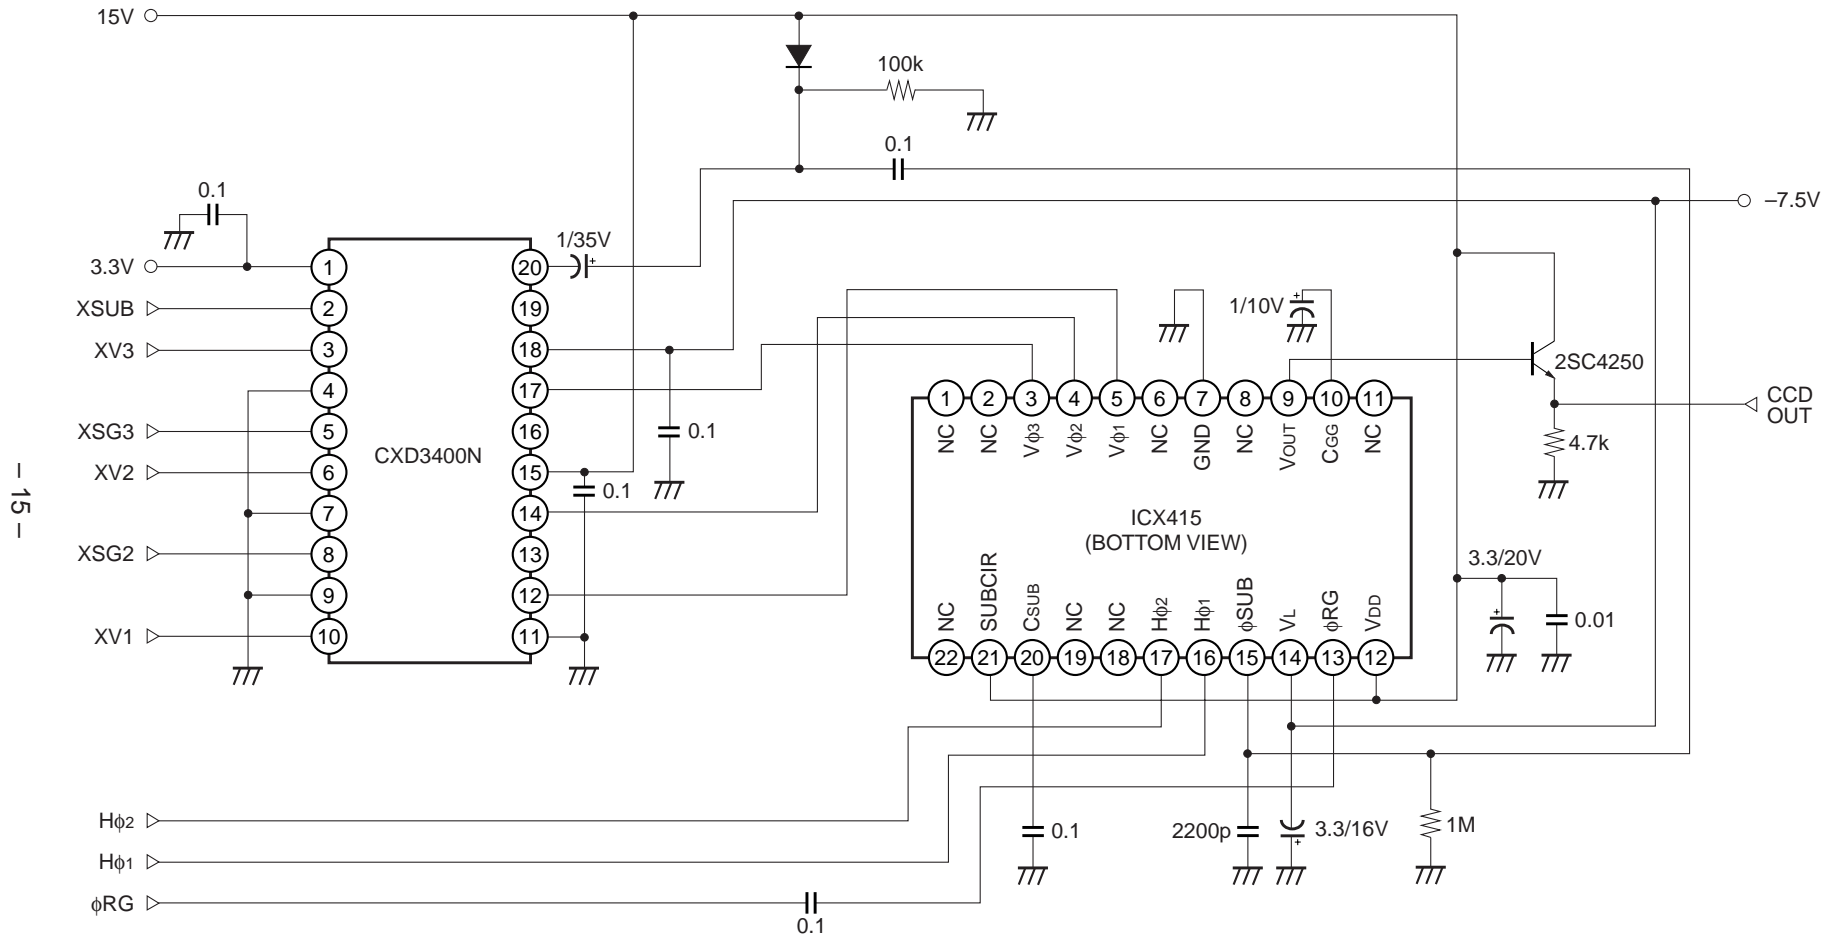 15V
100k
0.1
0.1
–7.5V
1/35V
3.3V
1
20
XSUB
2
19
1/10V
XV3
3
18
2SC4250
4
17
1
2
3
4
5
6
7
8
9
10
11
CCD
OUT
XSG3
5
16
0.1
NC
NC
Vϕ3
Vϕ2
Vϕ1
NC
GND
NC
VOUT
CGG
NC
4.7k
CXD3400N
XV2
6
15
0.1
– 15 –
7
14
ICX415
(BOTTOM VIEW)
XSG2
8
13
3.3/20V
9
12
NC
SUBCIR
CSUB
NC
NC
Hϕ2
Hϕ1
ϕSUB
VL
ϕRG
VDD
0.01
XV1
10
11
22
21
20
19
18
17
16
15
14
13
12
Hϕ2
0.1
2200p
3.3/16V
1M
Hϕ1
ϕRG
0.1